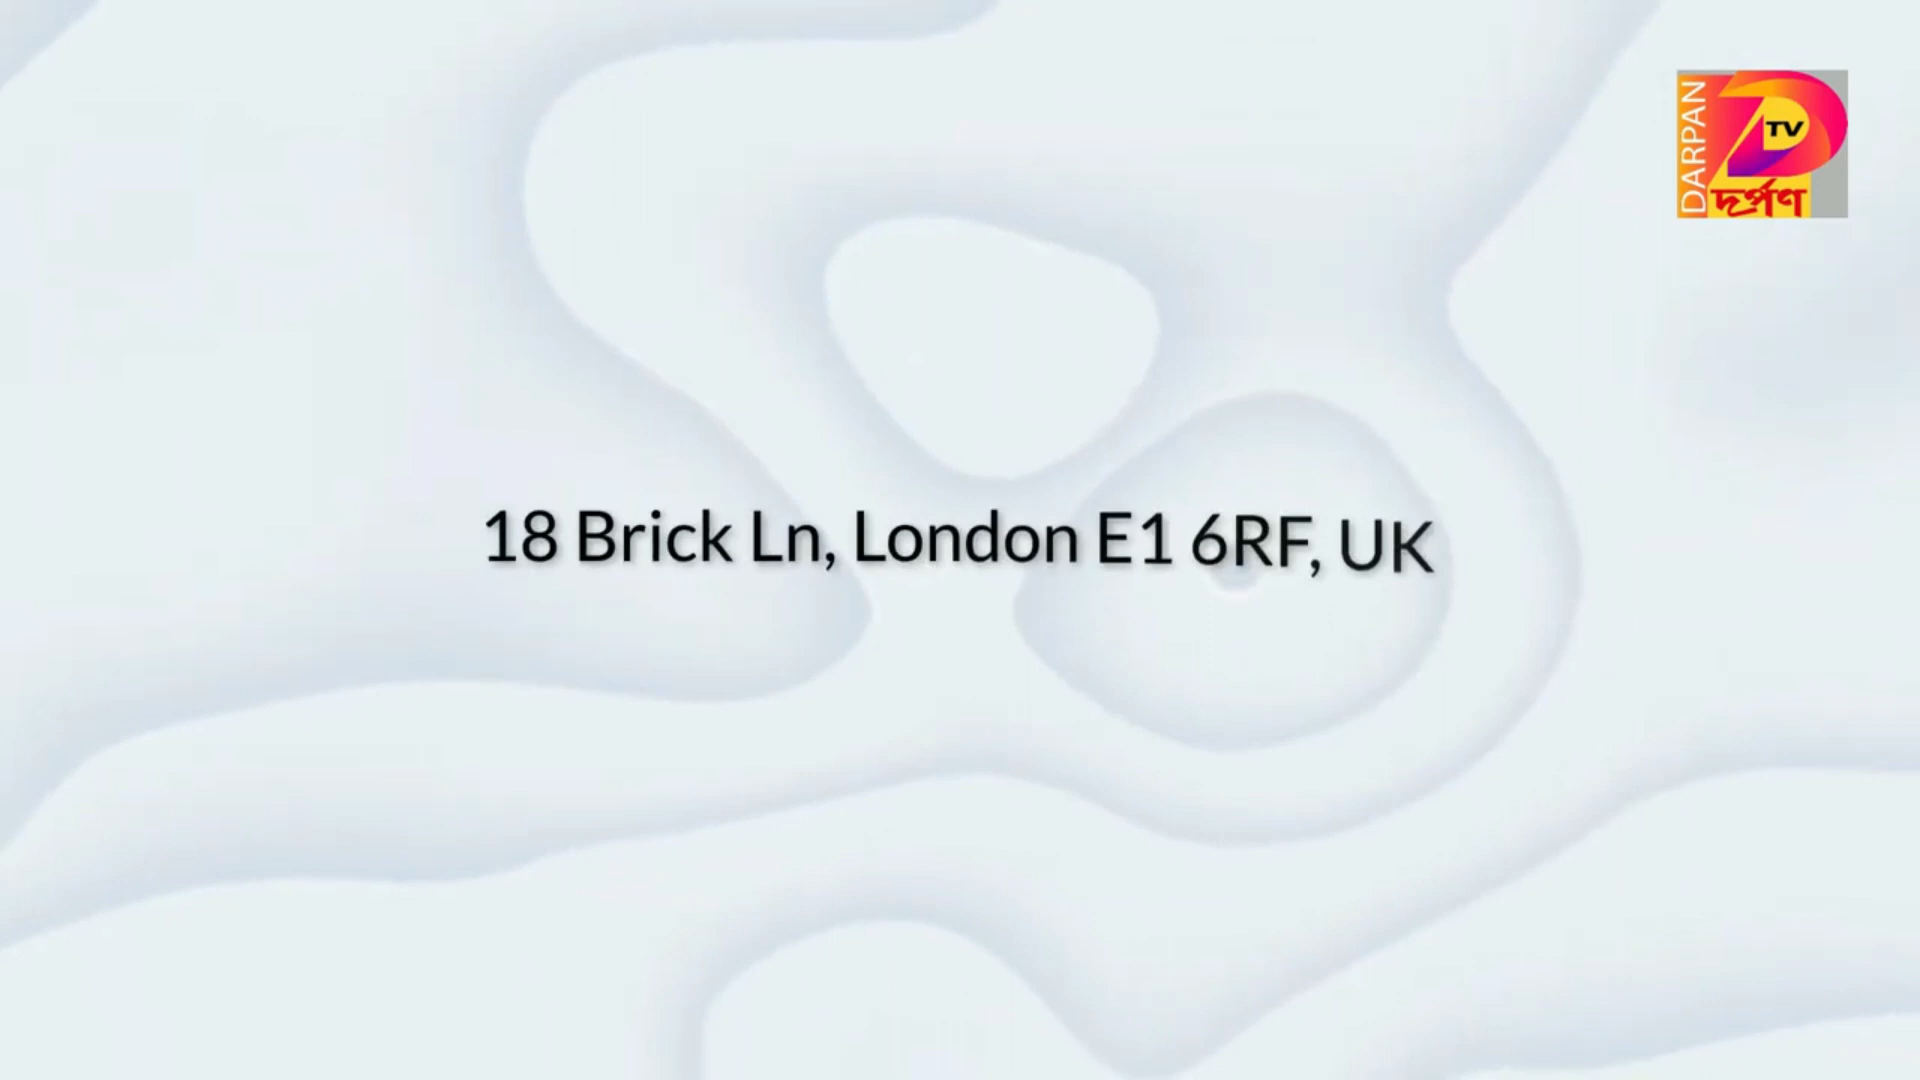 DARPAN
TV
দর্পণ
18 Brick Ln, London E1 6RF, UK